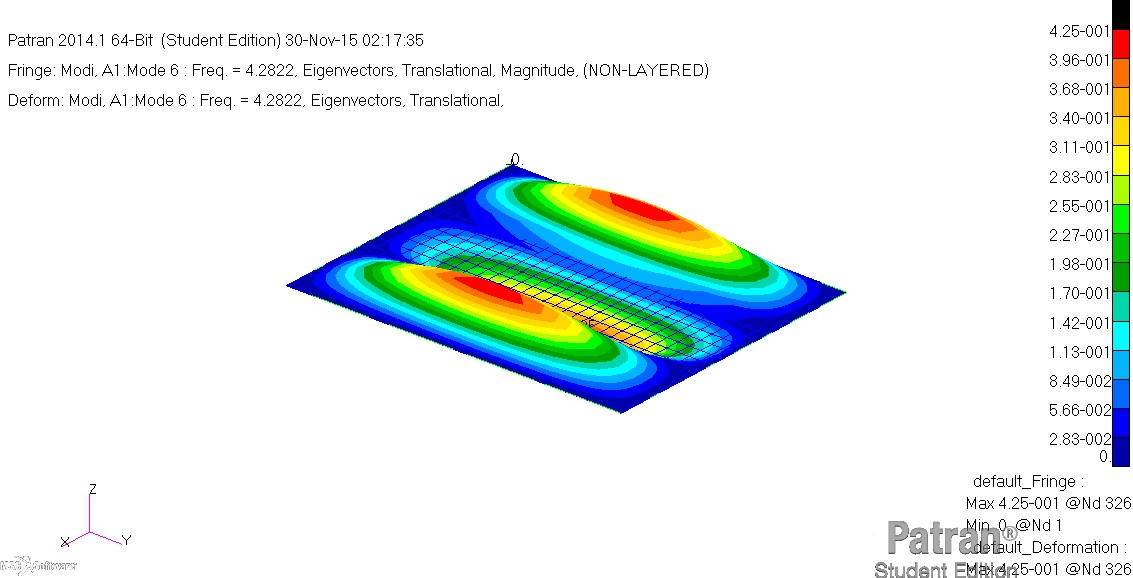 Patran 2014.1 64-Bit (Student Edition) 30-Nov-15 02:17:35
Fringe: Modi, A1:Mode 6 : Freq. = 4.2822, Eigenvectors, Translational, Magnitude, (NON-LAYERED)
Deform: Modi, A1:Mode 6 : Freq. = 4.2822, Eigenvectors, Translational,
4.25-001
3.96-001
3.68-001
3.40-001
3.11-001
2.83-001
2.55-001
2.27-001
1.98-001
1.70-001
1.42-001
1.13-001
8.49-002
5.66-002
2.83-002
0.
0.
Z
X
Y
default_Fringe :
Max 4.25-001 @Nd 326
Min 0. @Nd 1
default_Deformation :
Max 4.25-001 @Nd 326
Patran®
Student Edition
Software